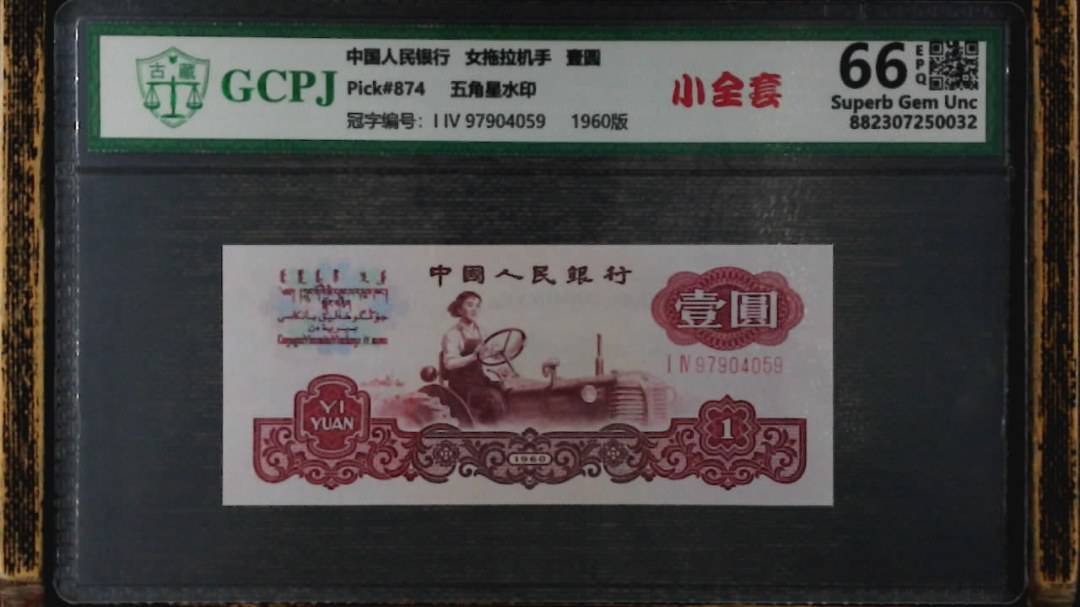 古藏
GCPJ
中国人民银行 女拖拉机手 壹圆
Pick#874 五角星水印
冠字编号: I IV 97904059 1960版
小全套
66 EPQ
Superb Gem Unc
882307250032
中國人民銀行
壹圓
I IV 97904059
YI
YUAN
1
1960